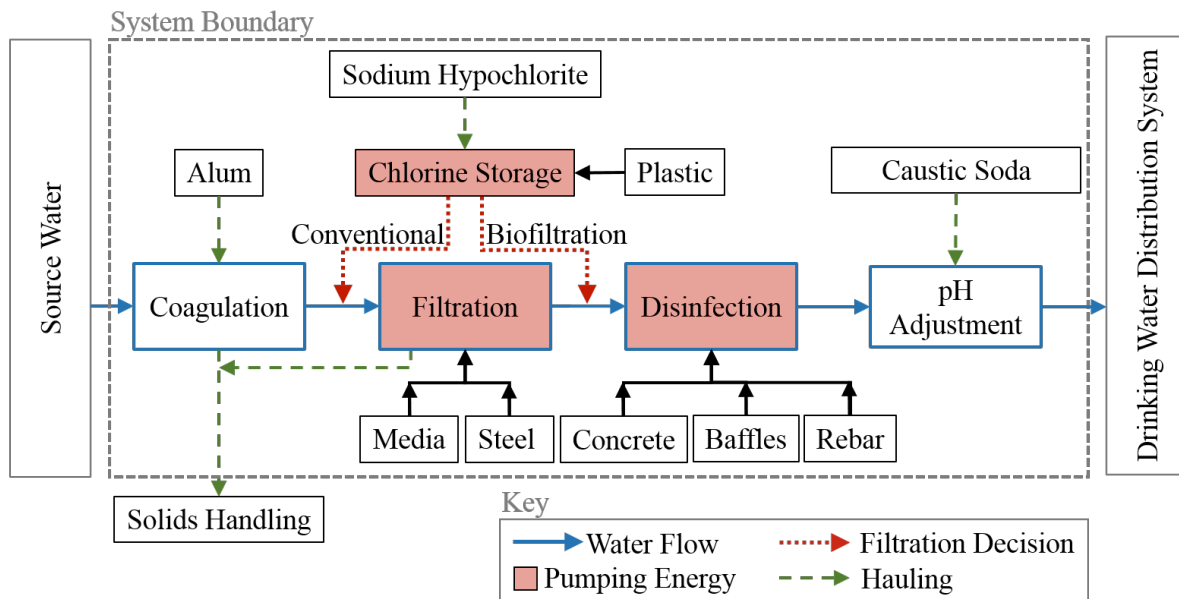 System Boundary
Source Water
Sodium Hypochlorite
Alum
Chlorine Storage
Plastic
Caustic Soda
Conventional
Biofiltration
Coagulation
Filtration
Disinfection
pH
Adjustment
Media
Steel
Concrete
Baffles
Rebar
Solids Handling
Drinking Water Distribution System
Key
Water Flow
Filtration Decision
Pumping Energy
Hauling